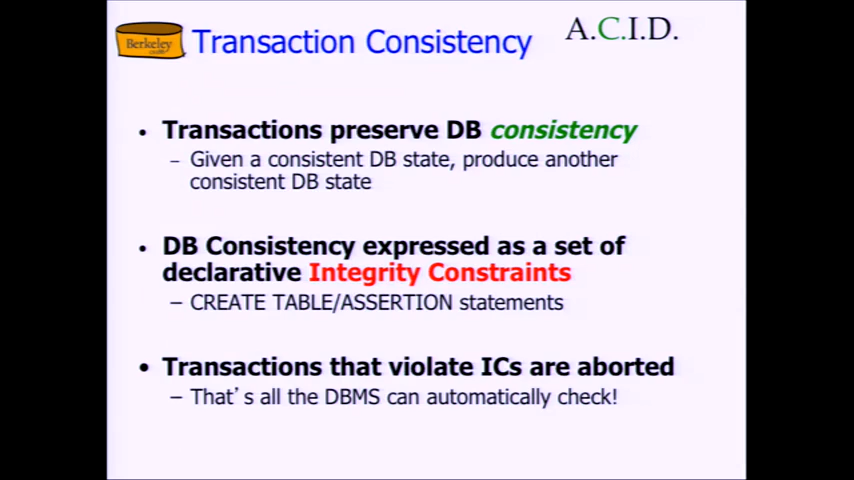 Berkeley
Transaction Consistency
A.C.I.D.
• Transactions preserve DB consistency
– Given a consistent DB state, produce another
consistent DB state
• DB Consistency expressed as a set of
declarative Integrity Constraints
– CREATE TABLE/ASSERTION statements
• Transactions that violate ICs are aborted
– That's all the DBMS can automatically check!